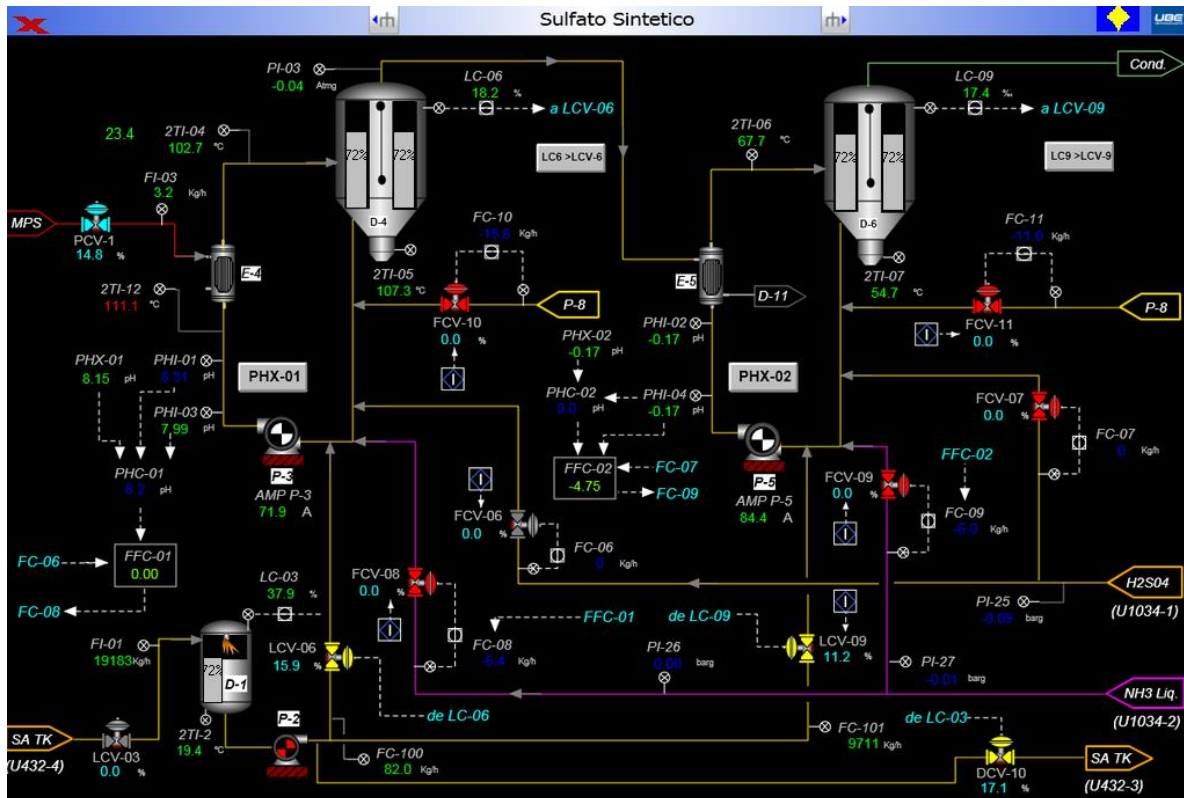 Sulfato Sintetico
UBE
PI-03
-0.04 Atmg
LC-06
18.2 %
a LCV-06
LC-09
17.4 ‰
a LCV-09
Cond.
23.4
2TI-04
102.7 °C
72% 72%
LC6 >LCV-6
2TI-06
67.7 °C
72% 72%
LC9 >LCV-9
FI-03
3.2 Kg/h
MPS
PCV-1
14.8 %
E-4
D-4
FC-10
Kg/h
E-5
D-6
FC-11
-11.0 Kg/h
2TI-12
111.1 °C
2TI-05
107.3 °C
P-8
FCV-10
0.0 %
D-11
2TI-07
54.7 °C
P-8
FCV-11
0.0 %
PHX-01
8.15 pH
PHI-01
pH
PHX-01
PHX-02
-0.17 pH
PHI-02
-0.17 pH
PHX-02
PHI-03
7.99 pH
PHC-02
0.0 pH
PHI-04
-0.17 pH
FCV-07
0.0 %
FC-07
0 Kg/h
PHC-01
8.2 pH
P-3
AMP P-3
71.9 A
FCV-06
0.0 %
FFC-02
-4.75
FC-07
FC-09
P-5
AMP P-5
84.4 A
FCV-09
0.0 %
FFC-02
FC-09
-6.0 Kg/h
FC-06
FFC-01
0.00
FC-08
LC-03
37.9 %
FCV-08
0.0 %
FC-06
Kg/h
H2S04
(U1034-1)
FI-01
19183 Kg/h
72%
D-1
LCV-06
15.9 %
FC-08
-6.4 Kg/h
FFC-01
de LC-09
LCV-09
11.2 %
PI-25
barg
PI-26
barg
PI-27
-0.01 barg
NH3 Liq.
(U1034-2)
SA TK
(U432-4)
LCV-03
0.0 %
2TI-2
19.4 °C
P-2
de LC-06
FC-100
82.0 Kg/h
FC-101
9711 Kg/h
de LC-03
DCV-10
17.1 %
SA TK
(U432-3)